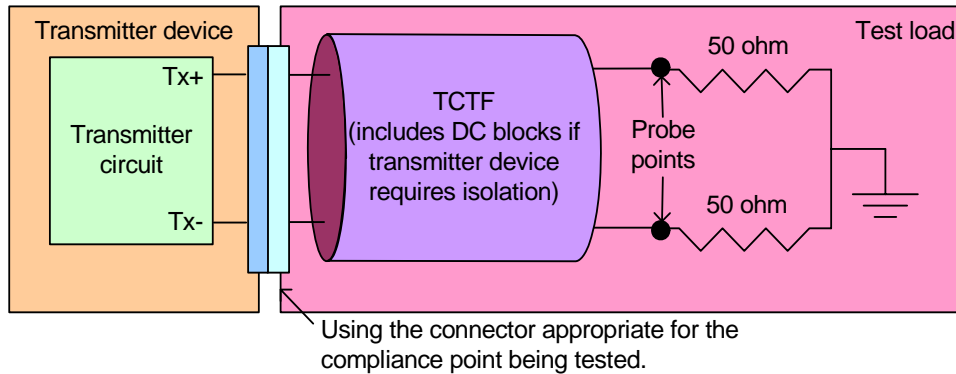 Transmitter device
Test load
50 ohm
Tx+
TCTF
(includes DC blocks if
transmitter device
requires isolation)
Transmitter
circuit
Probe
points
Tx-
50 ohm
Using the connector appropriate for the
compliance point being tested.